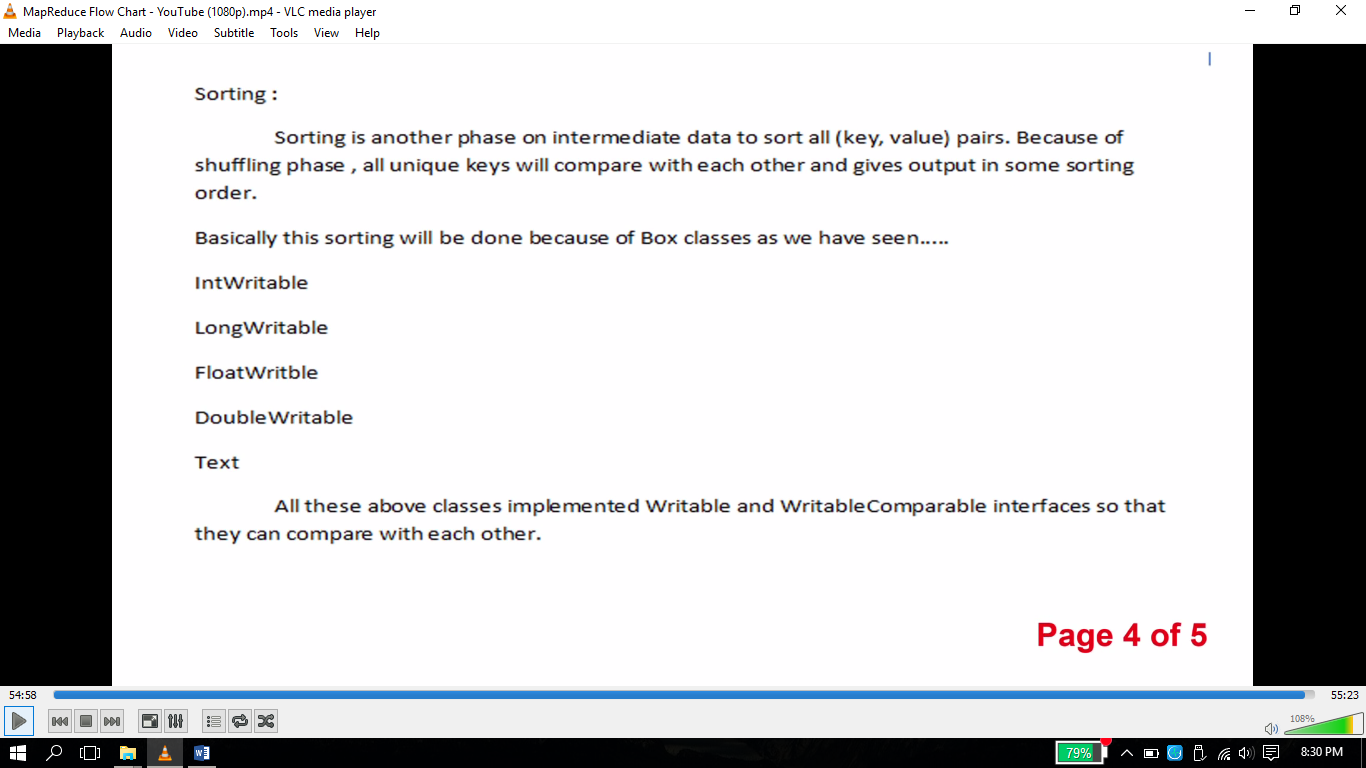 MapReduce Flow Chart - YouTube (1080p).mp4 - VLC media player
Media Playback Audio Video Subtitle Tools View Help
Sorting :
Sorting is another phase on intermediate data to sort all (key, value) pairs. Because of
shuffling phase , all unique keys will compare with each other and gives output in some sorting
order.
Basically this sorting will be done because of Box classes as we have seen.....
IntWritable
LongWritable
FloatWritble
DoubleWritable
Text
All these above classes implemented Writable and WritableComparable interfaces so that
they can compare with each other.
Page 4 of 5
54:58 55:23
108%
79% 8:30 PM